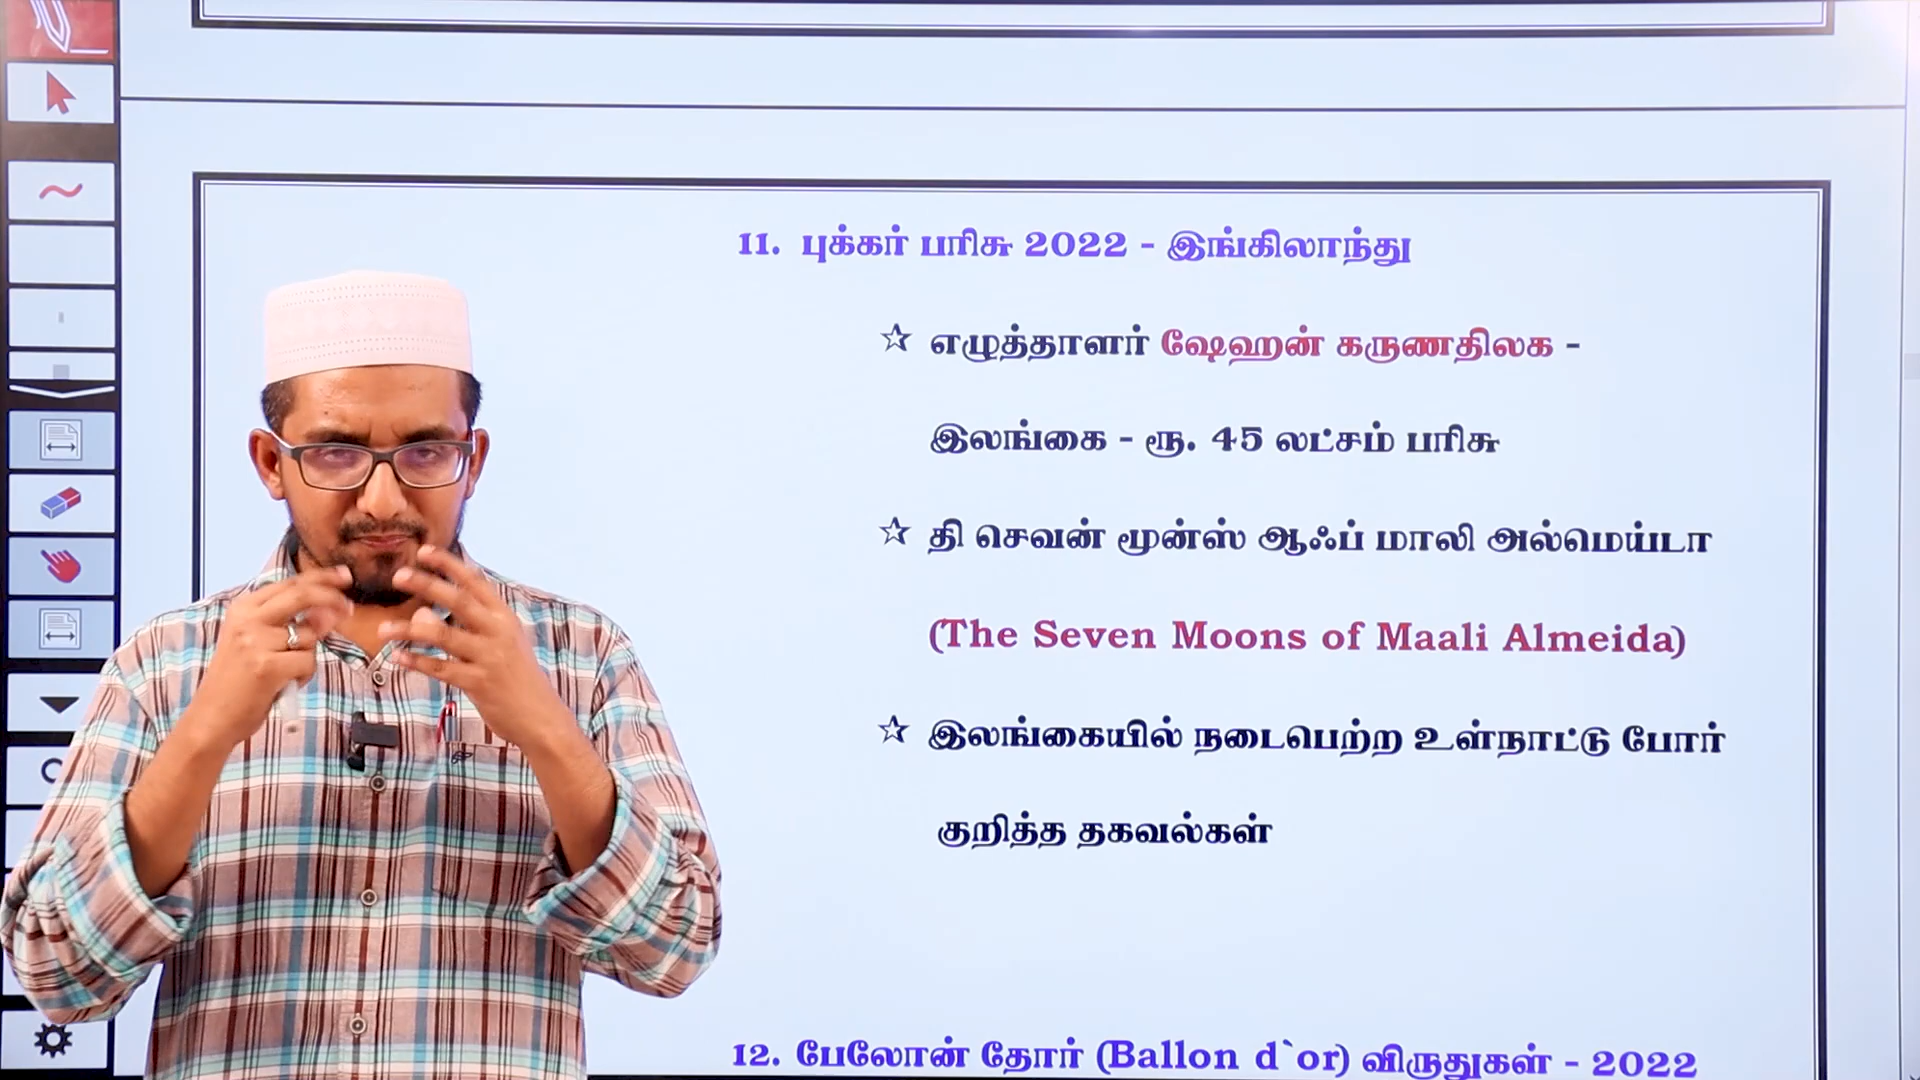 11. புக்கர் பரிசு 2022 - இங்கிலாந்து
☆ எழுத்தாளர் ஷேஹன் கருணதிலக -
இலங்கை - ரூ. 45 லட்சம் பரிசு
☆ தி செவன் மூன்ஸ் ஆஃப் மாலி அல்மெய்டா
(The Seven Moons of Maali Almeida)
☆ இலங்கையில் நடைபெற்ற உள்நாட்டு போர்
குறித்த தகவல்கள்
12. பேலோன் தோர் (Ballon d`or) விருதுகள் - 2022